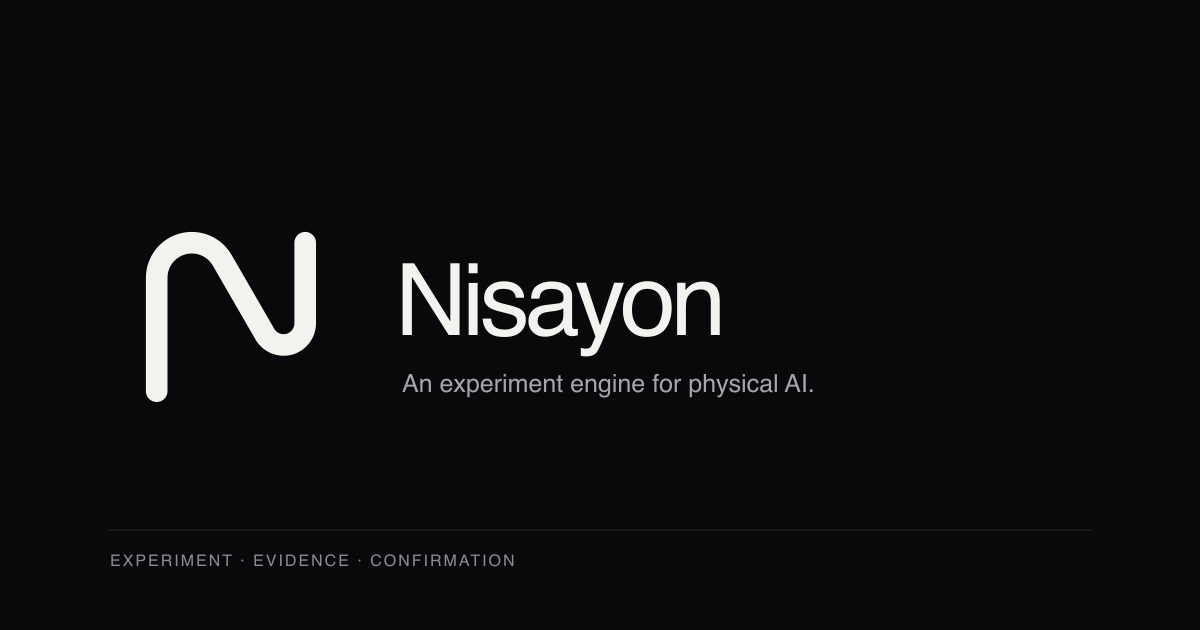 Nisayon
An experiment engine for physical AI.
EXPERIMENT · EVIDENCE · CONFIRMATION